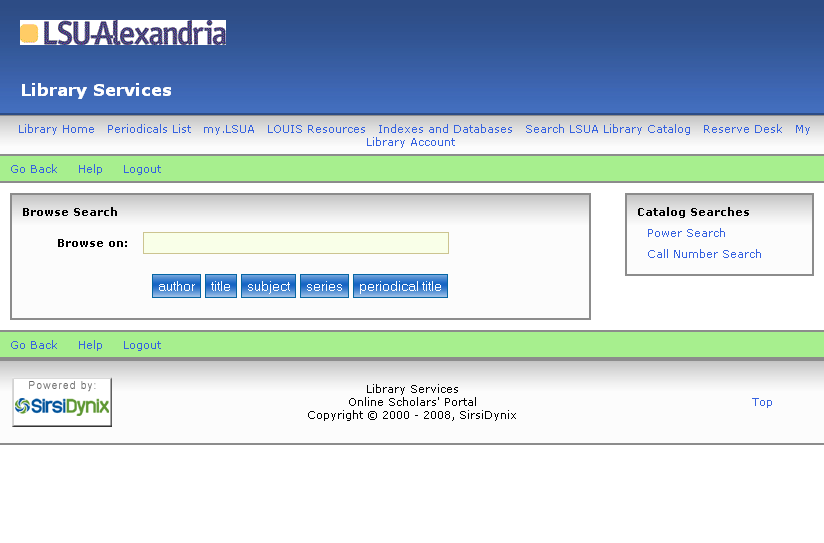 LSU-Alexandria
Library Services
Library Home Periodicals List my.LSUA LOUIS Resources Indexes and Databases Search LSUA Library Catalog Reserve Desk My
Library Account
Go Back Help Logout
Browse Search
Browse on:
author title subject series periodical title
Catalog Searches
Power Search
Call Number Search
Go Back Help Logout
Powered by:
SirsiDynix
Library Services
Online Scholars' Portal
Copyright © 2000 - 2008, SirsiDynix
Top